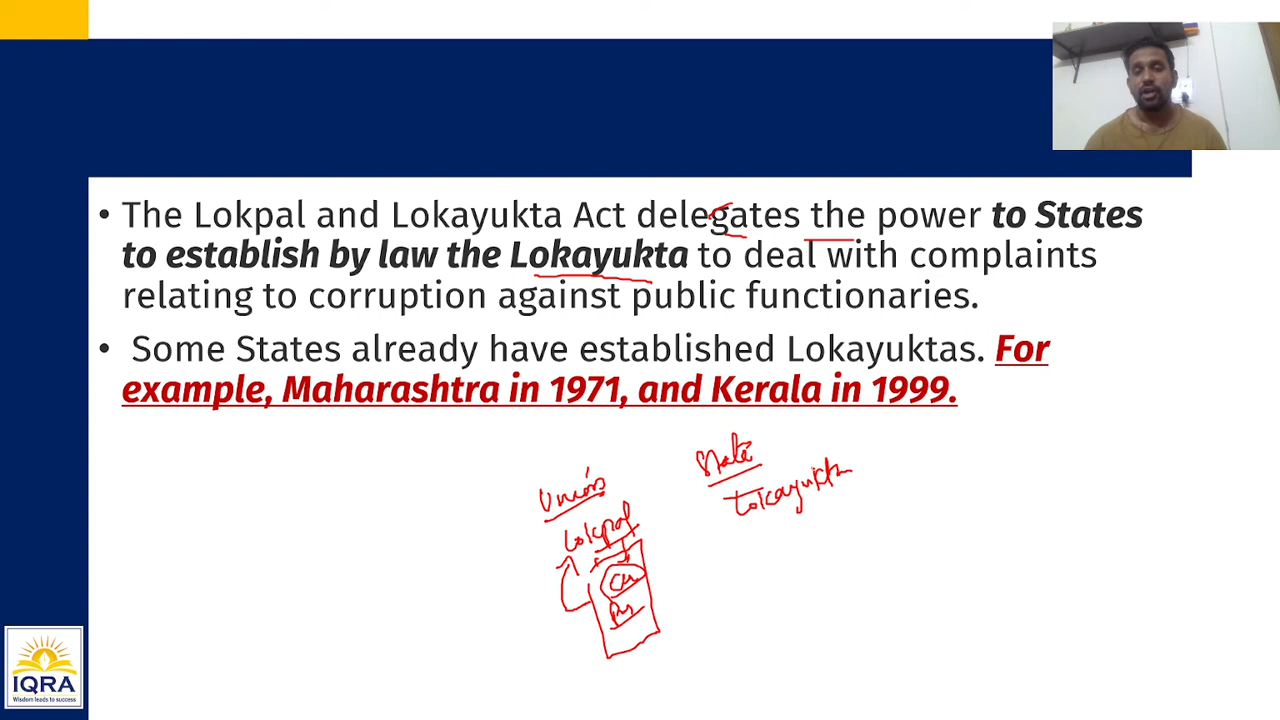 • The Lokpal and Lokayukta Act delegates the power to States
to establish by law the Lokayukta to deal with complaints
relating to corruption against public functionaries.
• Some States already have established Lokayuktas. For
example, Maharashtra in 1971, and Kerala in 1999.
State
Lokayukta
Union
Lokpal
IQRA
Wisdom leads to success